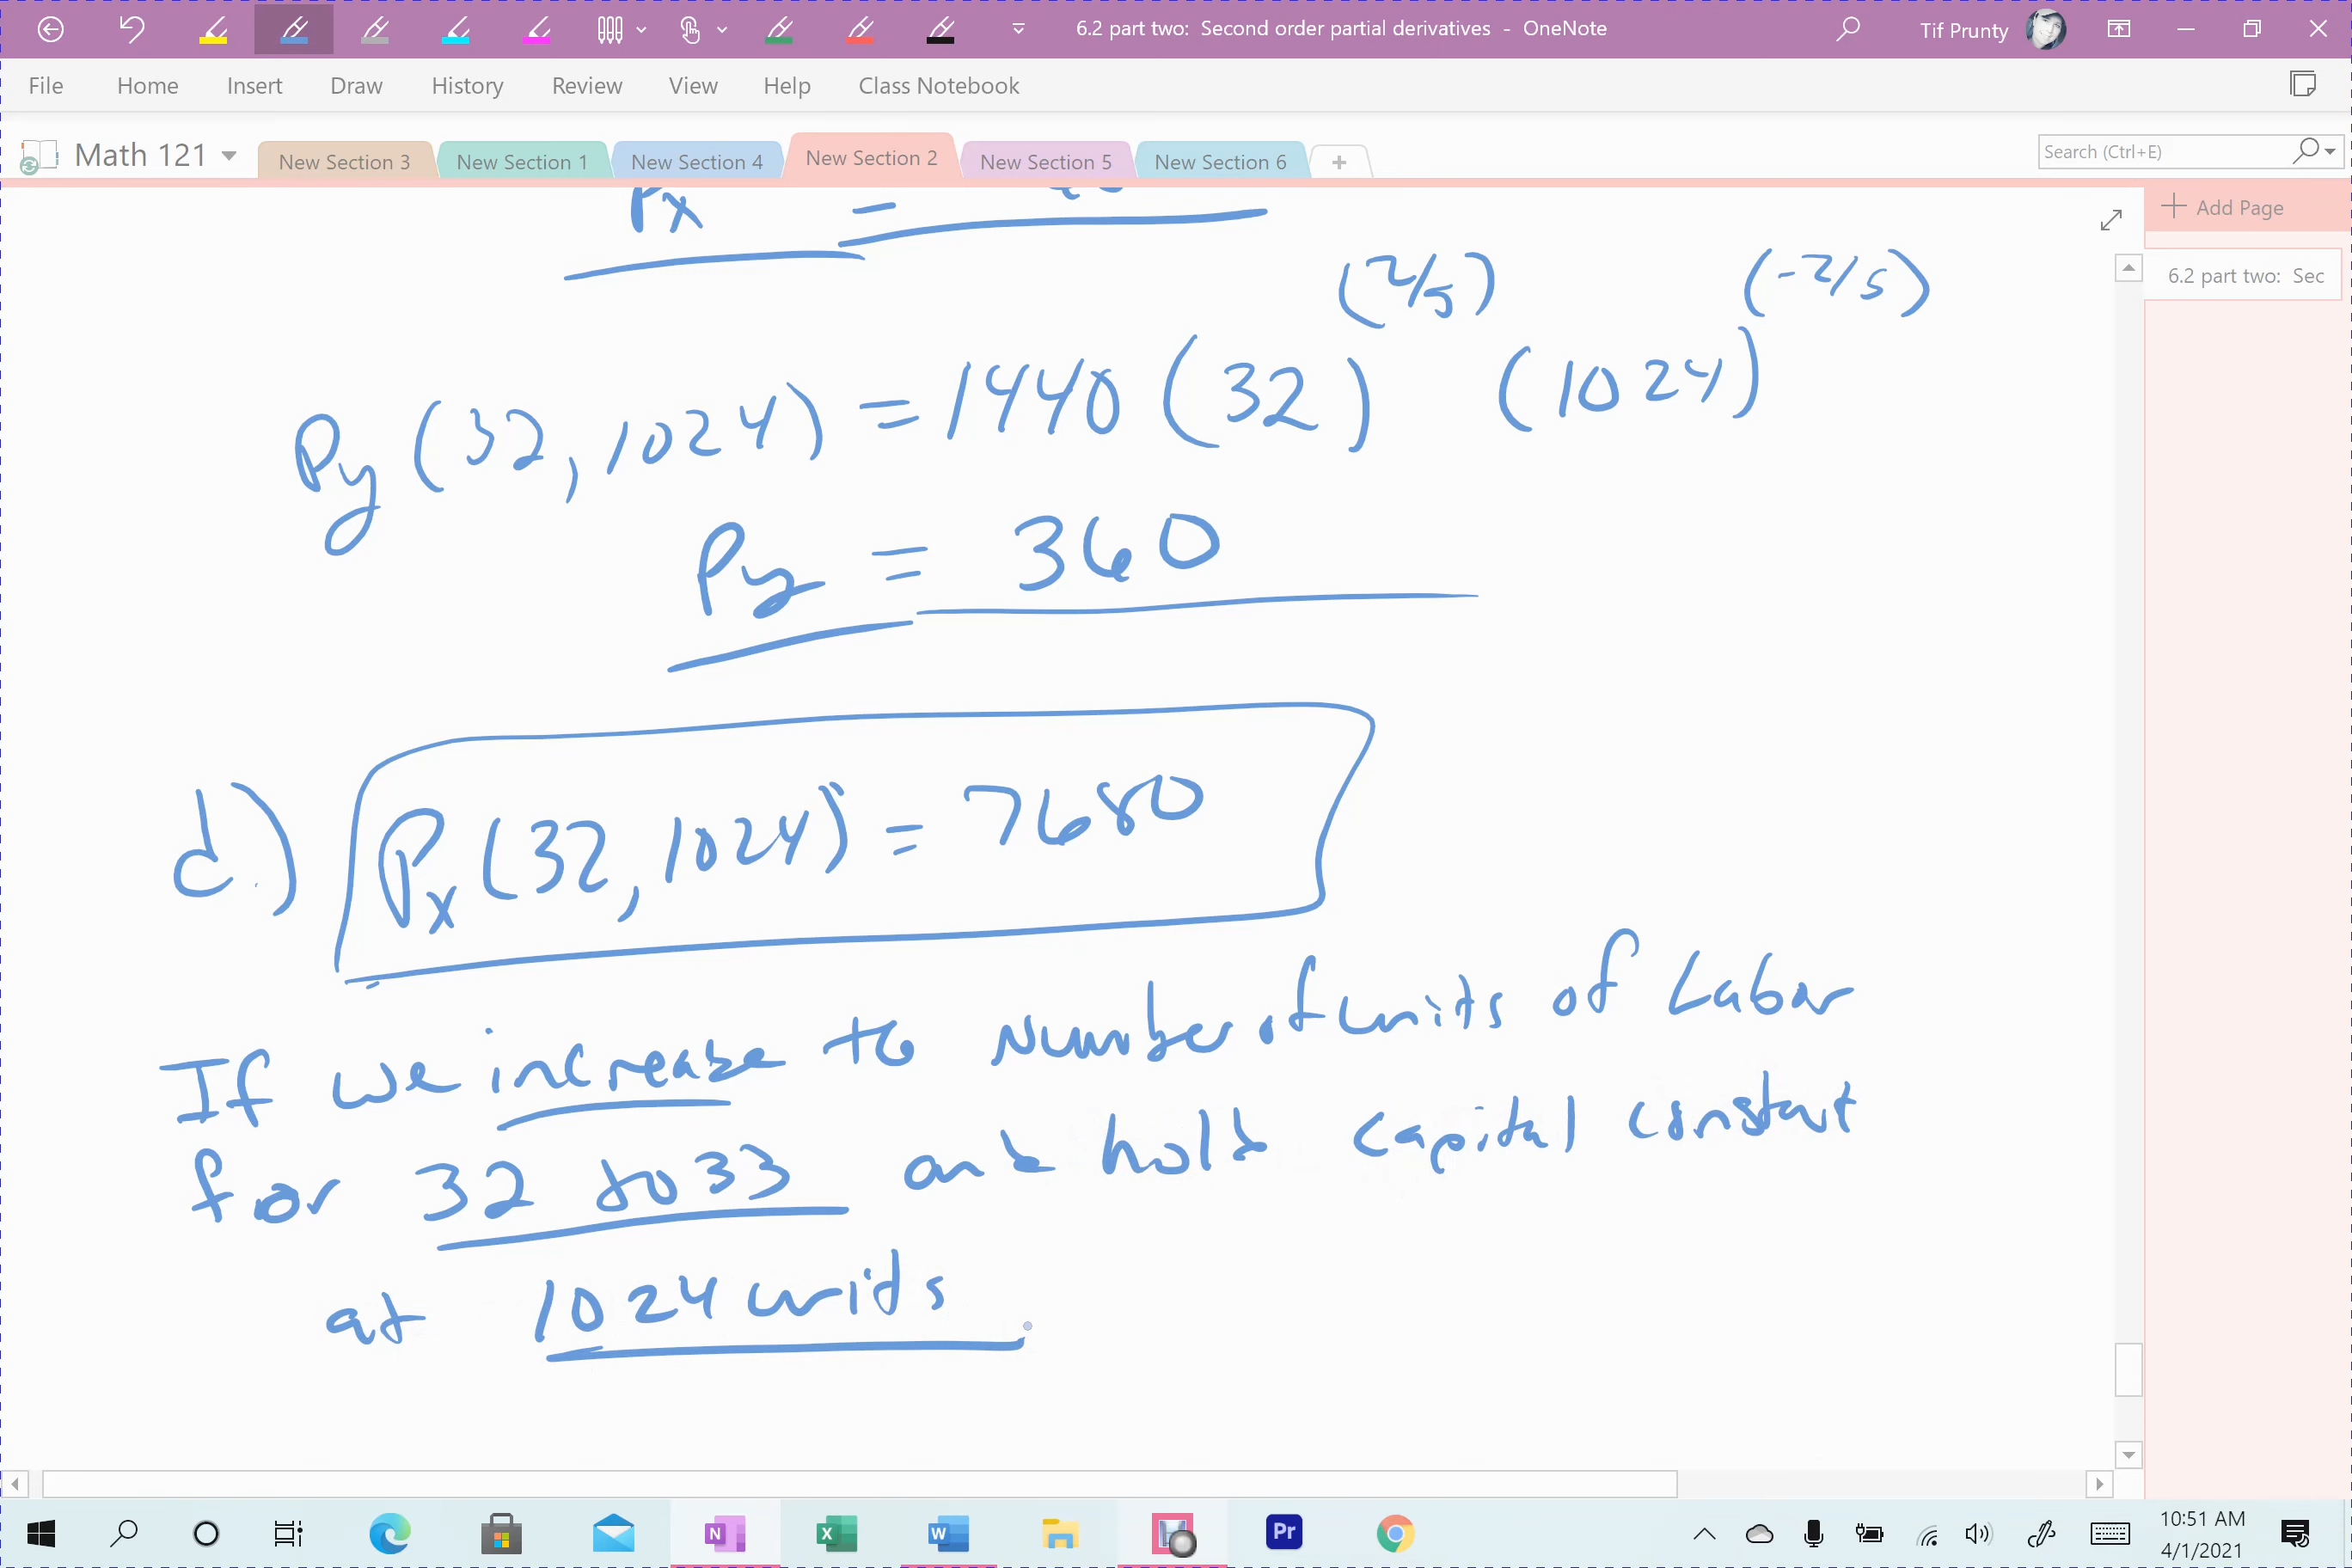 6.2 part two: Second order partial derivatives - OneNote
Tif Prunty
File Home Insert Draw History Review View Help Class Notebook
Math 121
New Section 3 New Section 1 New Section 4 New Section 2 New Section 5 New Section 6 +
Search (Ctrl+E)
Add Page
6.2 part two: Sec
Px =
(2/5) (-2/5)
Py (32, 1024) = 1440 (32) (1024)
Py = 360
d.) Px (32, 1024) = 7680
If we increase to Number of units of Labor
for 32 to 33 and hold capital constant
at 1024 units
N X W Pr
10:51 AM
4/1/2021